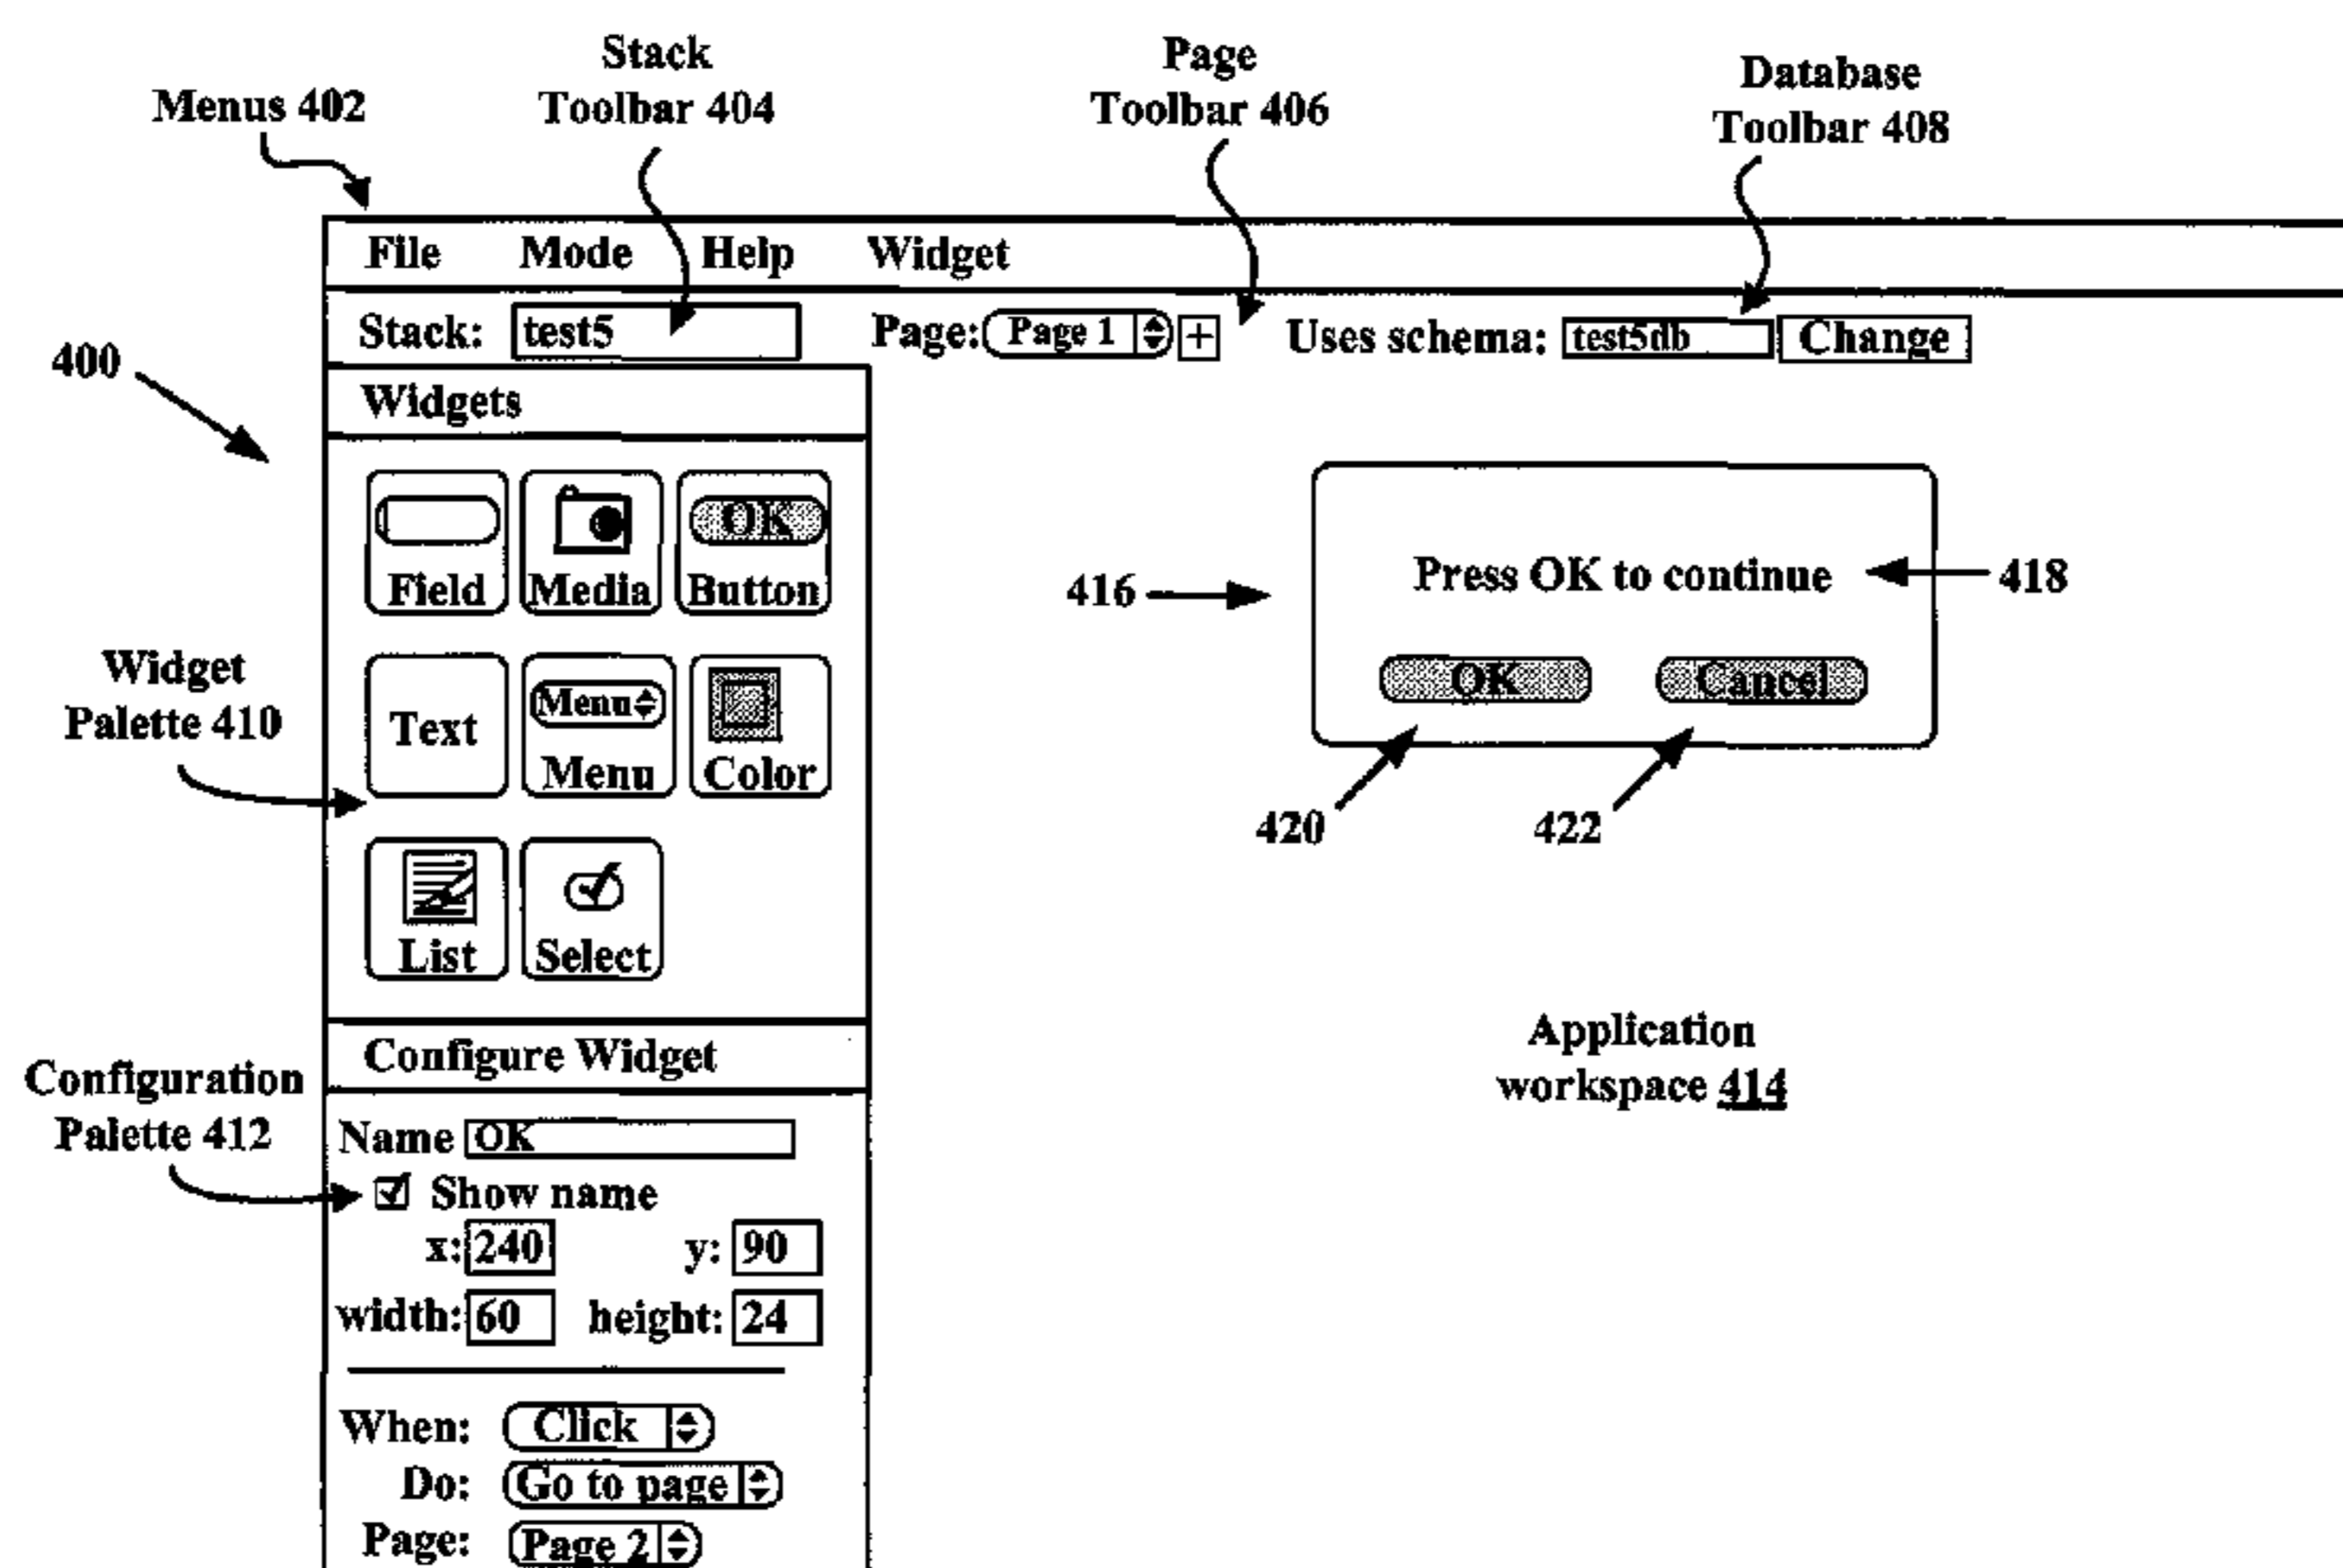 Stack
Toolbar 404
Page
Toolbar 406
Database
Toolbar 408
Menus 402
File Mode Help Widget
Stack: test5 Page: Page 1 + Uses schema: test5db Change
400
Widgets
OK
Field Media Button
Press OK to continue
416
418
OK Cancel
420
422
Widget
Palette 410
Text
Menu
Menu Color
List Select
Application
workspace 414
Configure Widget
Configuration
Palette 412
Name OK
Show name
x: 240 y: 90
width: 60 height: 24
When: Click
Do: Go to page
Page: Page 2